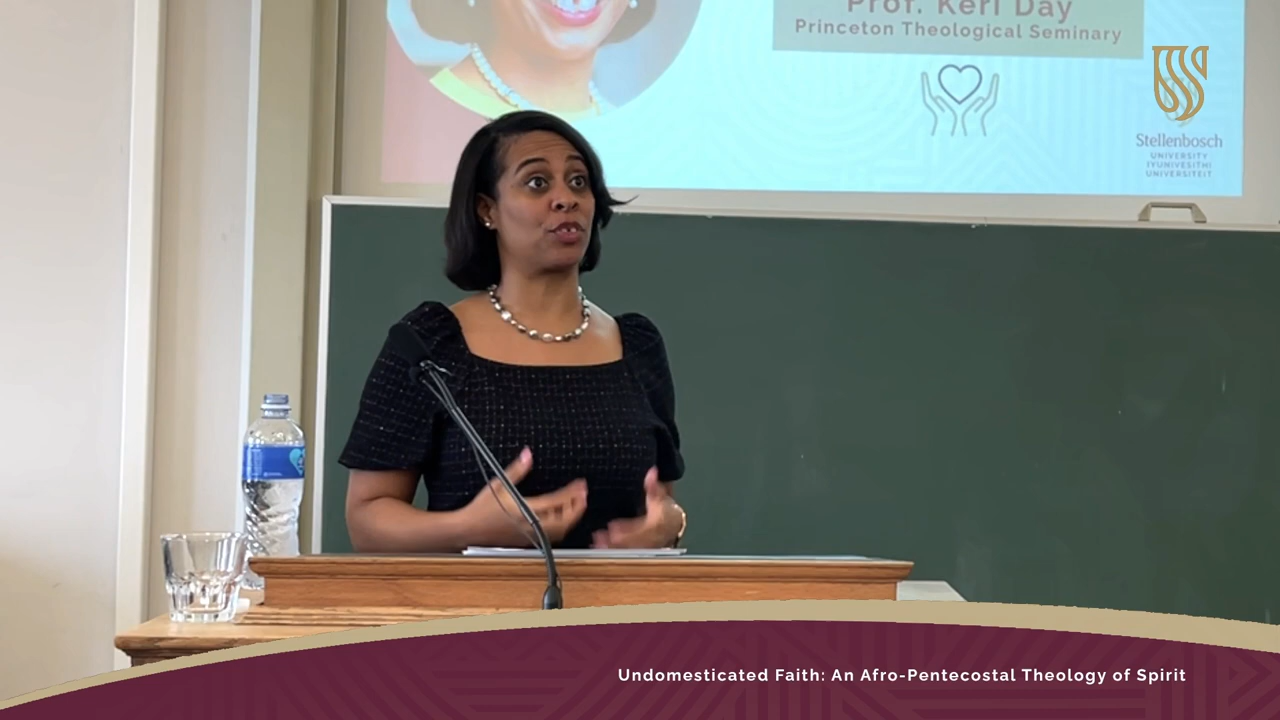 Prof. Keri Day
Princeton Theological Seminary
Stellenbosch
UNIVERSITY
IYUNIVESITHI
UNIVERSITEIT
Undomesticated Faith: An Afro-Pentecostal Theology of Spirit